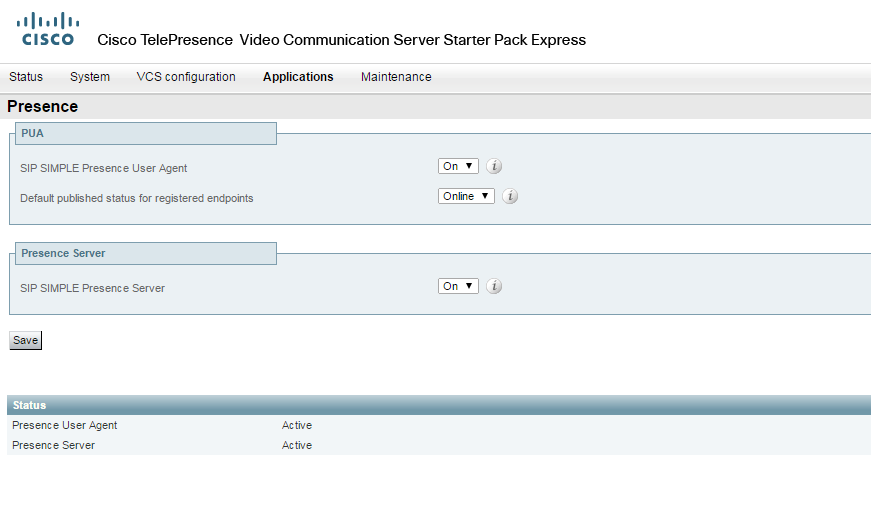 CISCO
Cisco TelePresence Video Communication Server Starter Pack Express
Status System VCS configuration Applications Maintenance
Presence
PUA
SIP SIMPLE Presence User Agent On i
Default published status for registered endpoints Online i
Presence Server
SIP SIMPLE Presence Server On i
Save
Status
Presence User Agent Active
Presence Server Active